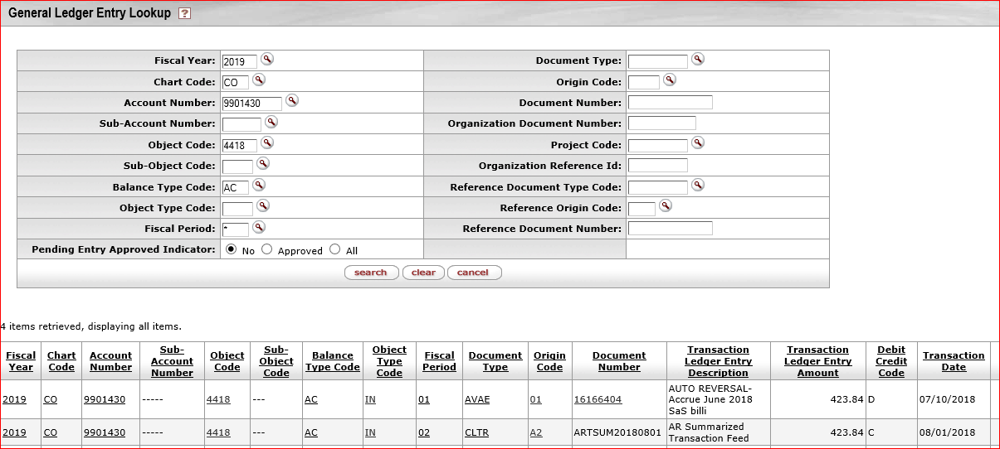 General Ledger Entry Lookup ?
Fiscal Year: 2019 Document Type:
Chart Code: CO Origin Code:
Account Number: 9901430 Document Number:
Sub-Account Number: Organization Document Number:
Object Code: 4418 Project Code:
Sub-Object Code: Organization Reference Id:
Balance Type Code: AC Reference Document Type Code:
Object Type Code: Reference Origin Code:
Fiscal Period: * Reference Document Number:
Pending Entry Approved Indicator: No Approved All
search clear cancel
4 items retrieved, displaying all items.
Fiscal Year Chart Code Account Number Sub-Account Number Object Code Sub-Object Code Balance Type Code Object Type Code Fiscal Period Document Type Origin Code Document Number Transaction Ledger Entry Description Transaction Ledger Entry Amount Debit Credit Code Transaction Date
2019 CO 9901430 ----- 4418 --- AC IN 01 AVAE 01 16166404 AUTO REVERSAL-Accrue June 2018 SaS billi 423.84 D 07/10/2018
2019 CO 9901430 ----- 4418 --- AC IN 02 CLTR A2 ARTSUM20180801 AR Summarized Transaction Feed 423.84 C 08/01/2018